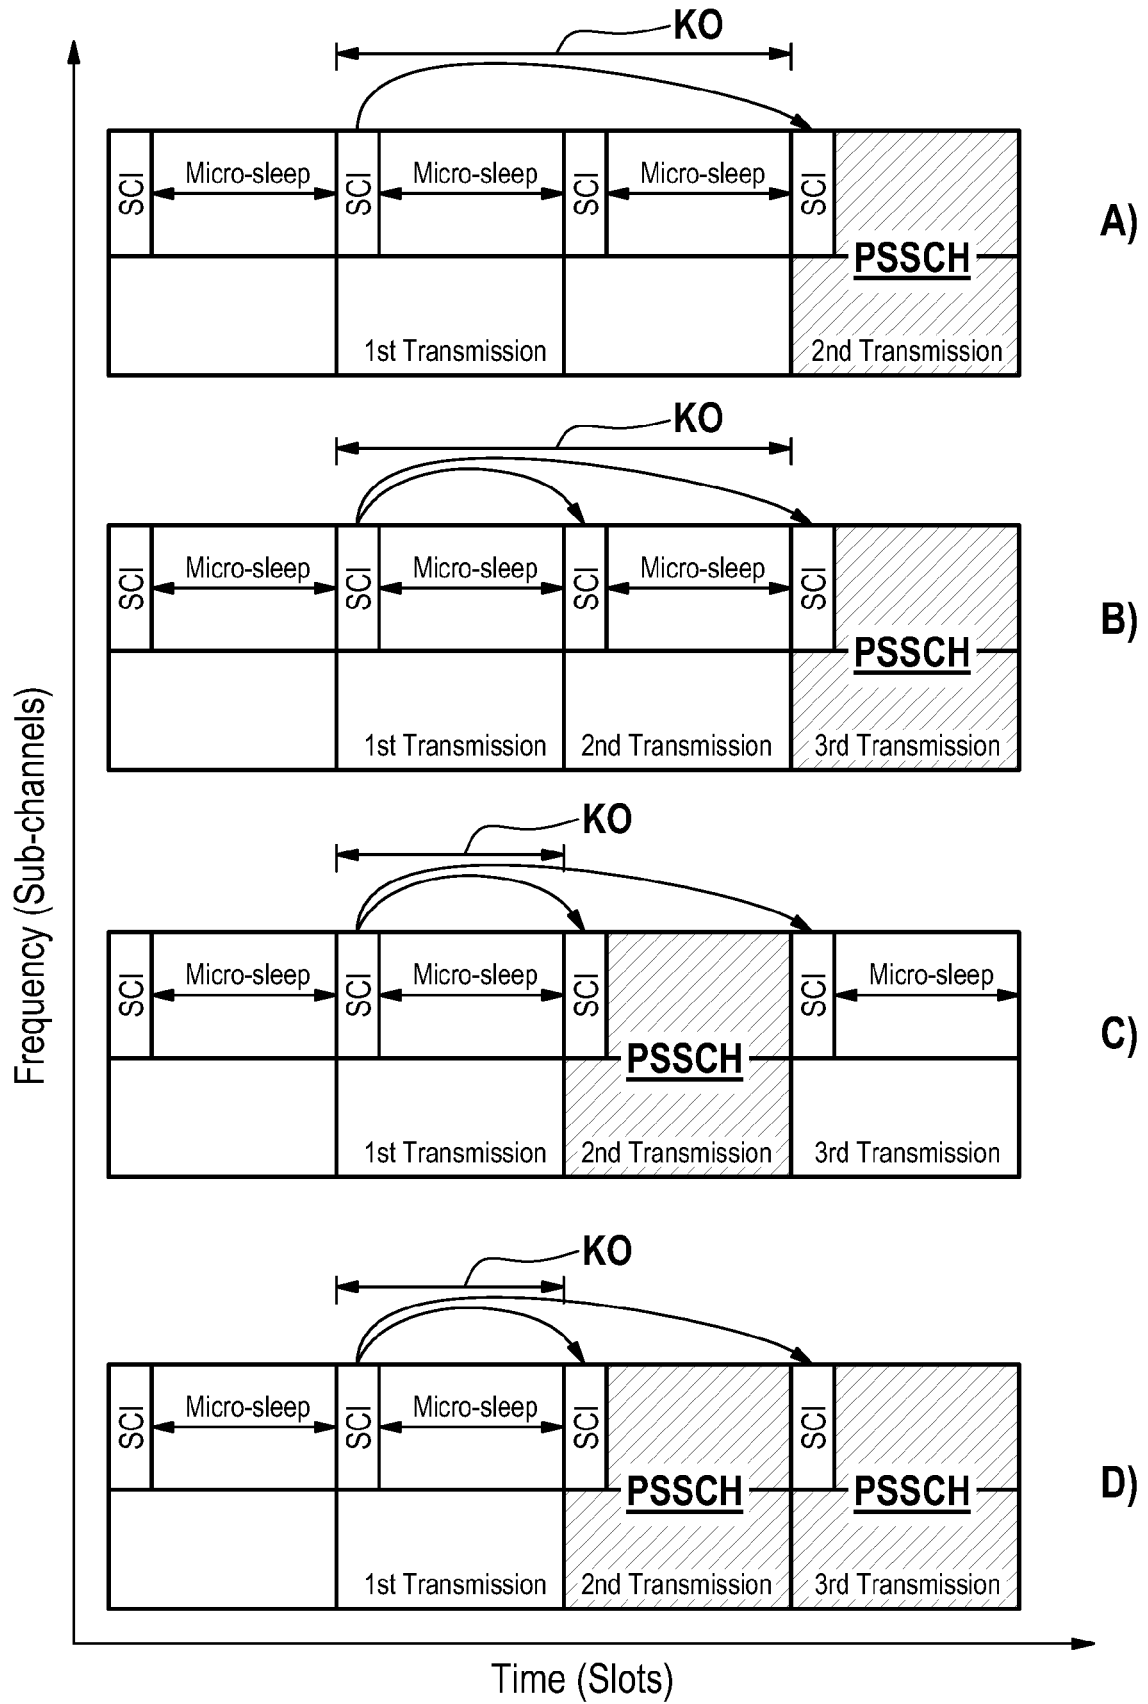 KO
SCI Micro-sleep SCI Micro-sleep SCI Micro-sleep SCI
A)
PSSCH
1st Transmission 2nd Transmission
KO
SCI Micro-sleep SCI Micro-sleep SCI Micro-sleep SCI
B)
PSSCH
1st Transmission 2nd Transmission 3rd Transmission
Frequency (Sub-channels)
KO
SCI Micro-sleep SCI Micro-sleep SCI SCI Micro-sleep
C)
PSSCH
1st Transmission 2nd Transmission 3rd Transmission
KO
SCI Micro-sleep SCI Micro-sleep SCI SCI
D)
PSSCH PSSCH
1st Transmission 2nd Transmission 3rd Transmission
Time (Slots)